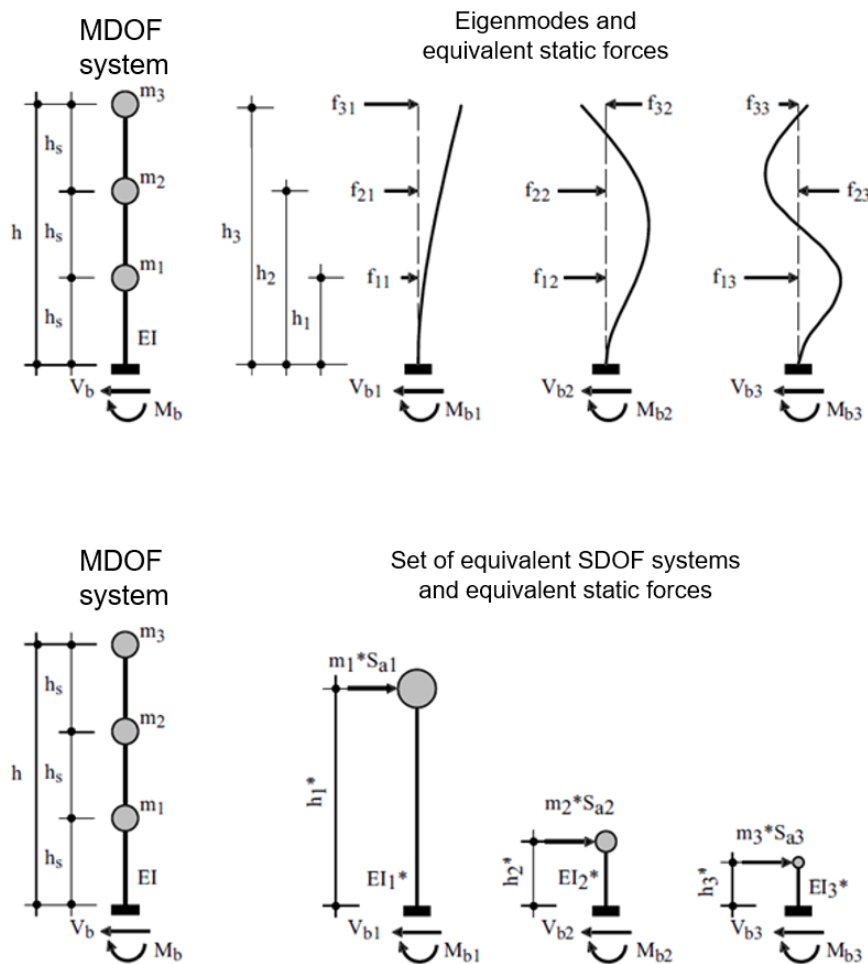 MDOF
system
Eigenmodes and
equivalent static forces
m3
f31
f32
f33
hs
m2
f21
f22
f23
h
hs
h3
m1
h2
f11
f12
f13
hs
h1
EI
Vb
Mb
Vb1
Mb1
Vb2
Mb2
Vb3
Mb3
MDOF
system
Set of equivalent SDOF systems
and equivalent static forces
m3
m1*Sa1
hs
m2
h
hs
h1*
m2*Sa2
m1
m3*Sa3
hs
EI
EI1*
h2*
EI2*
h3*
EI3*
Vb
Mb
Vb1
Mb1
Vb2
Mb2
Vb3
Mb3